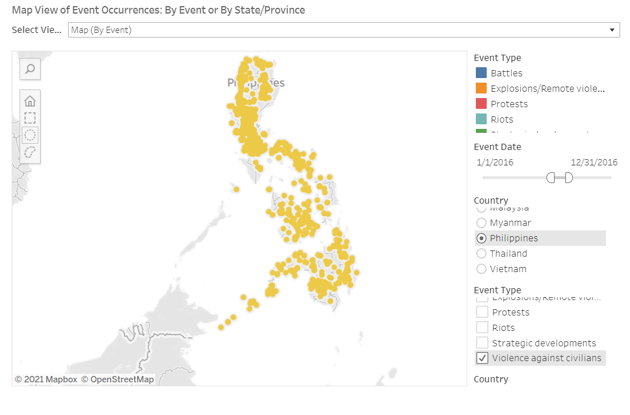 Map View of Event Occurrences: By Event or By State/Province
Select Vie... Map (By Event)
Philippines
© 2021 Mapbox © OpenStreetMap
Event Type
Battles
Explosions/Remote viole...
Protests
Riots
Strategic developments
Event Date
1/1/2016 12/31/2016
Country
Malaysia
Myanmar
Philippines
Thailand
Vietnam
Event Type
Explosions/Remote viol...
Protests
Riots
Strategic developments
Violence against civilians
Country